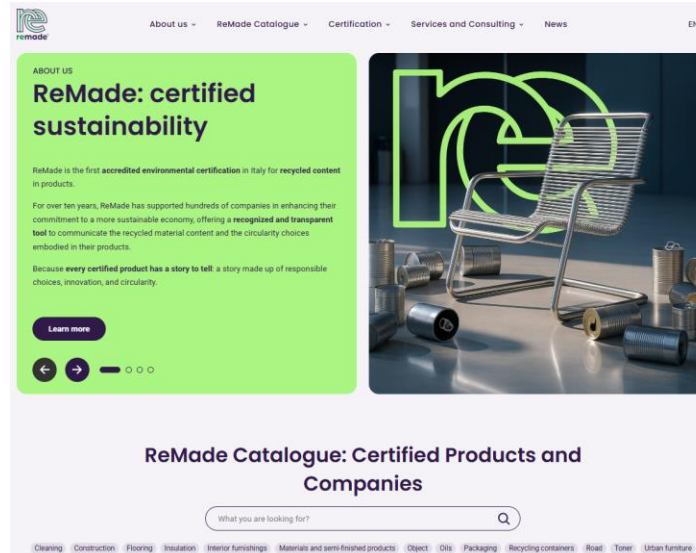 remade
About us
ReMade Catalogue
Certification
Services and Consulting
News
EN
ABOUT US
ReMade: certified
sustainability
ReMade is the first accredited environmental certification in Italy for recycled content
in products.
For over ten years, ReMade has supported hundreds of companies in enhancing their
commitment to a more sustainable economy, offering a recognized and transparent
tool to communicate the recycled material content and the circularity choices
embodied in their products.
Because every certified product has a story to tell: a story made up of responsible
choices, innovation, and circularity.
Learn more
re
ReMade Catalogue: Certified Products and
Companies
What you are looking for?
Cleaning Construction Flooring Insulation Interior furnishings Materials and semi-finished products Object Oils Packaging Recycling containers Road Toner Urban furniture